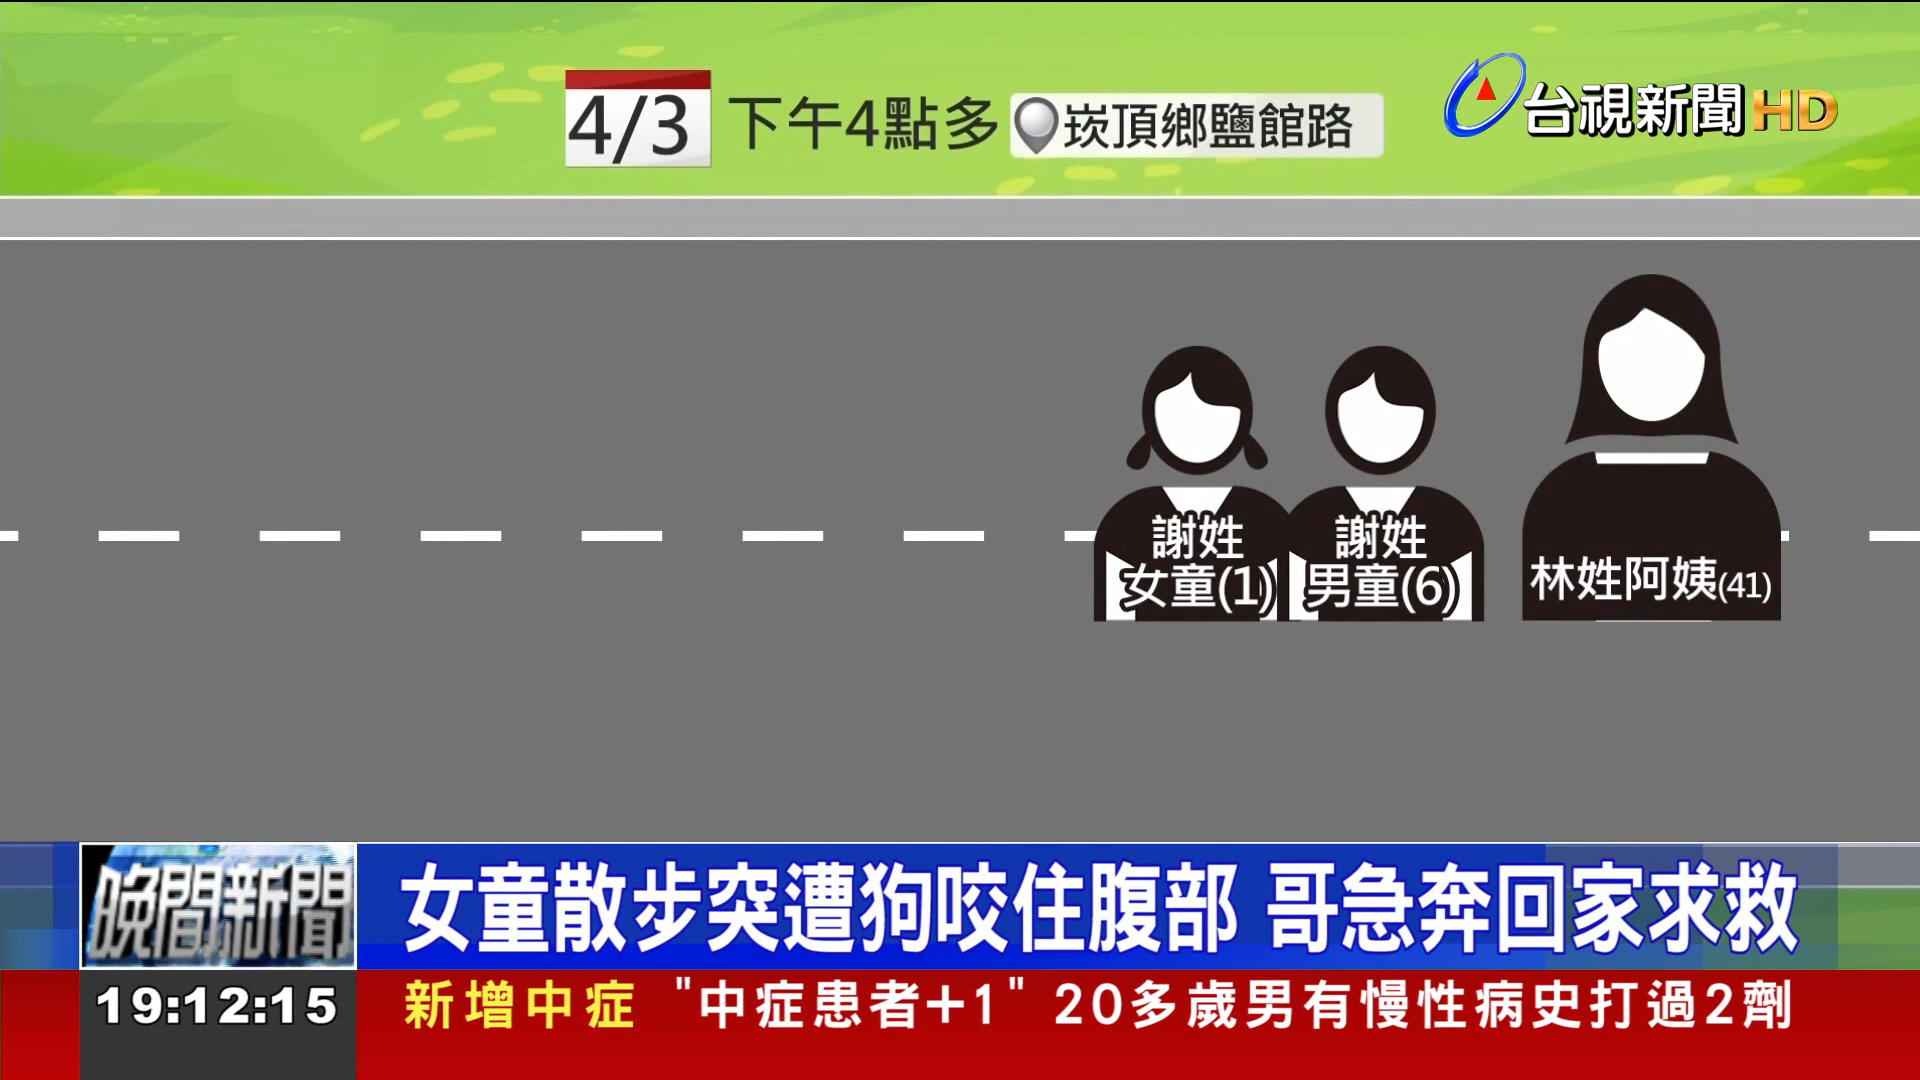 4/3 下午4點多 崁頂鄉鹽館路
台視新聞HD
謝姓
女童(1)
謝姓
男童(6)
林姓阿姨(41)
晚間新聞
女童散步突遭狗咬住腹部 哥急奔回家求救
19:12:15
新增中症 "中症患者+1" 20多歲男有慢性病史打過2劑